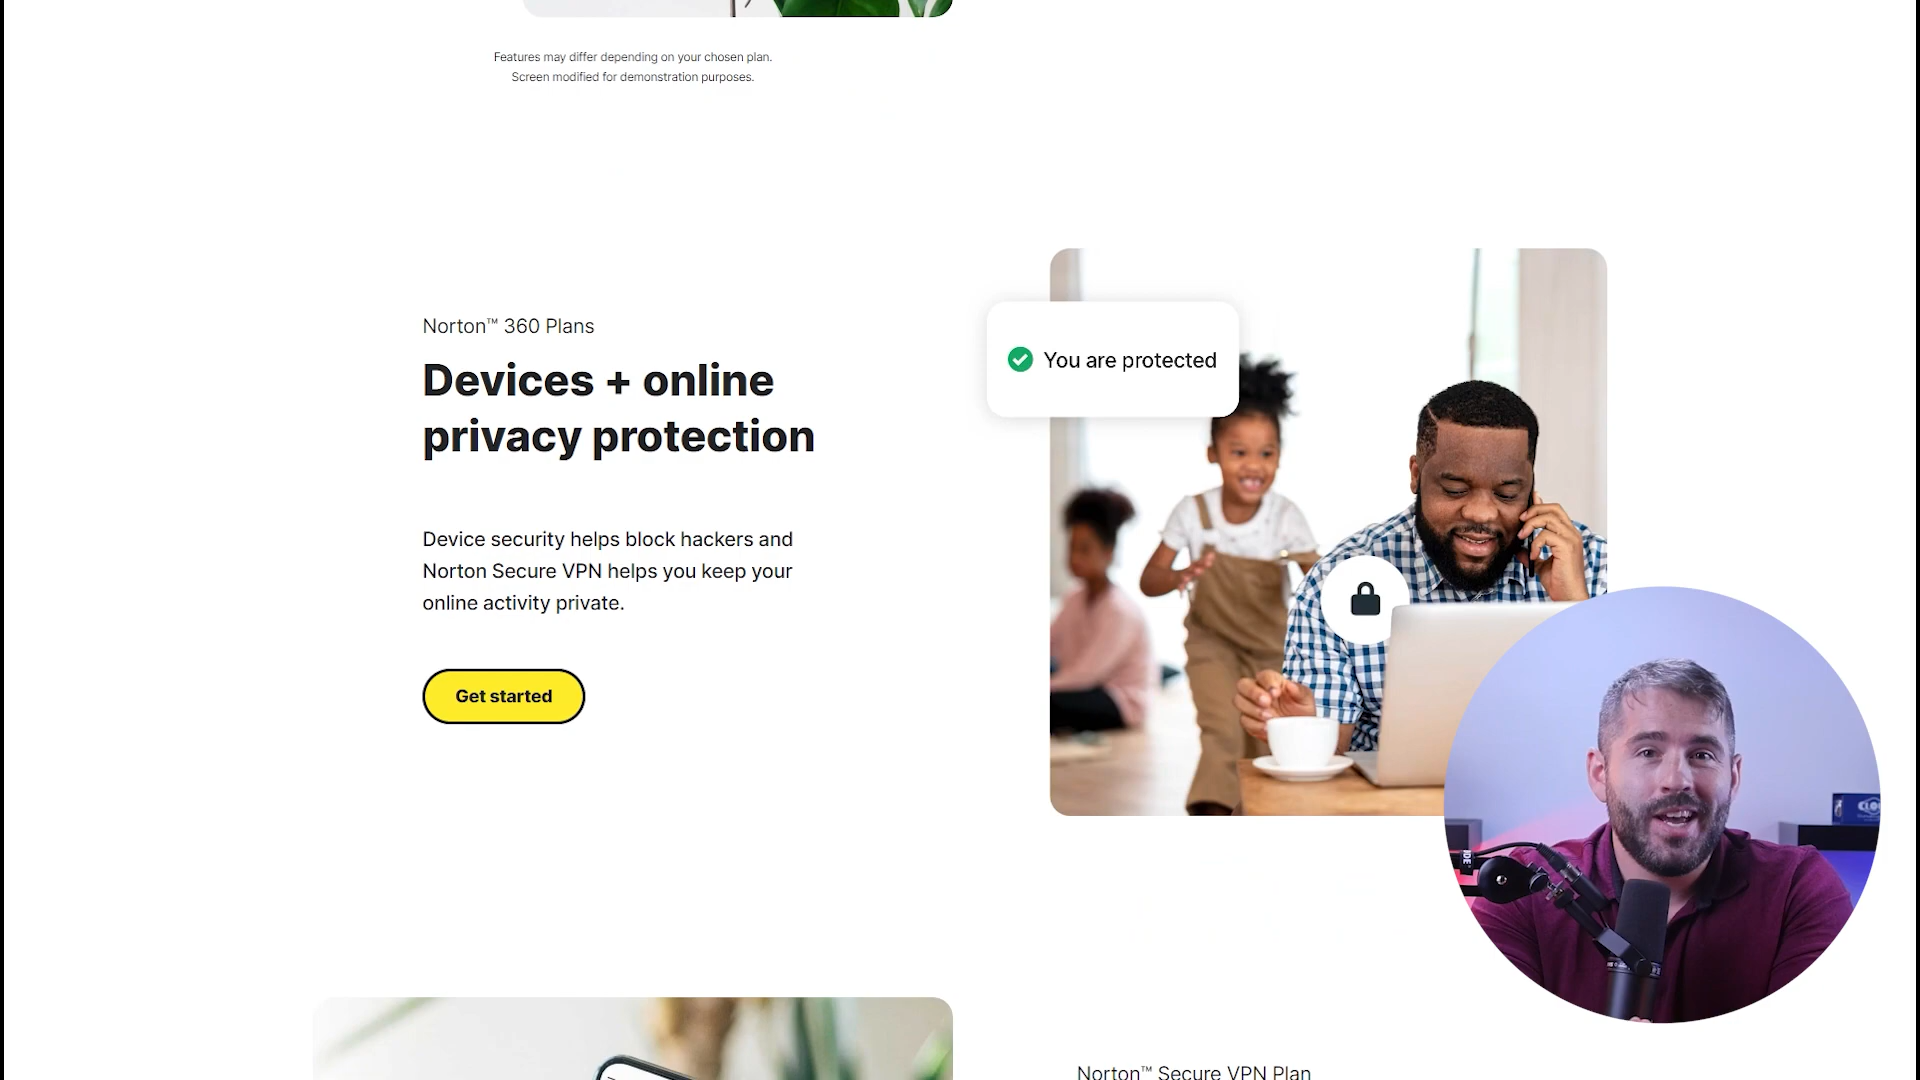 Features may differ depending on your chosen plan.
Screen modified for demonstration purposes.
Norton™ 360 Plans
Devices + online
privacy protection
Device security helps block hackers and
Norton Secure VPN helps you keep your
online activity private.
Get started
You are protected
Norton™ Secure VPN Plan